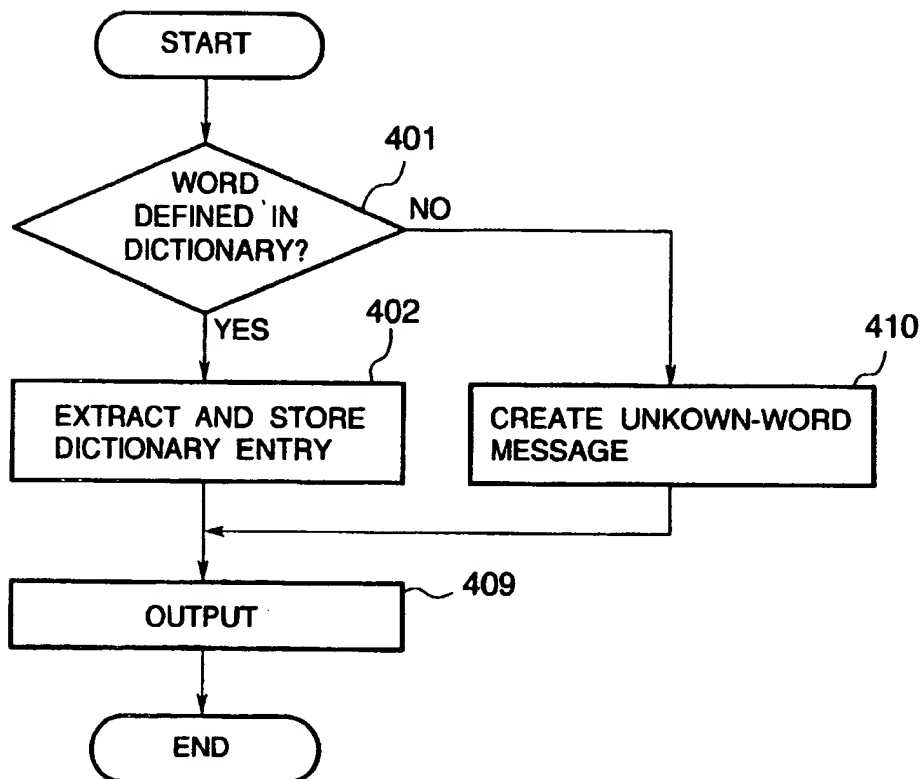 START
401
WORD
DEFINED IN
DICTIONARY?
NO
YES
402
410
EXTRACT AND STORE
DICTIONARY ENTRY
CREATE UNKOWN-WORD
MESSAGE
409
OUTPUT
END